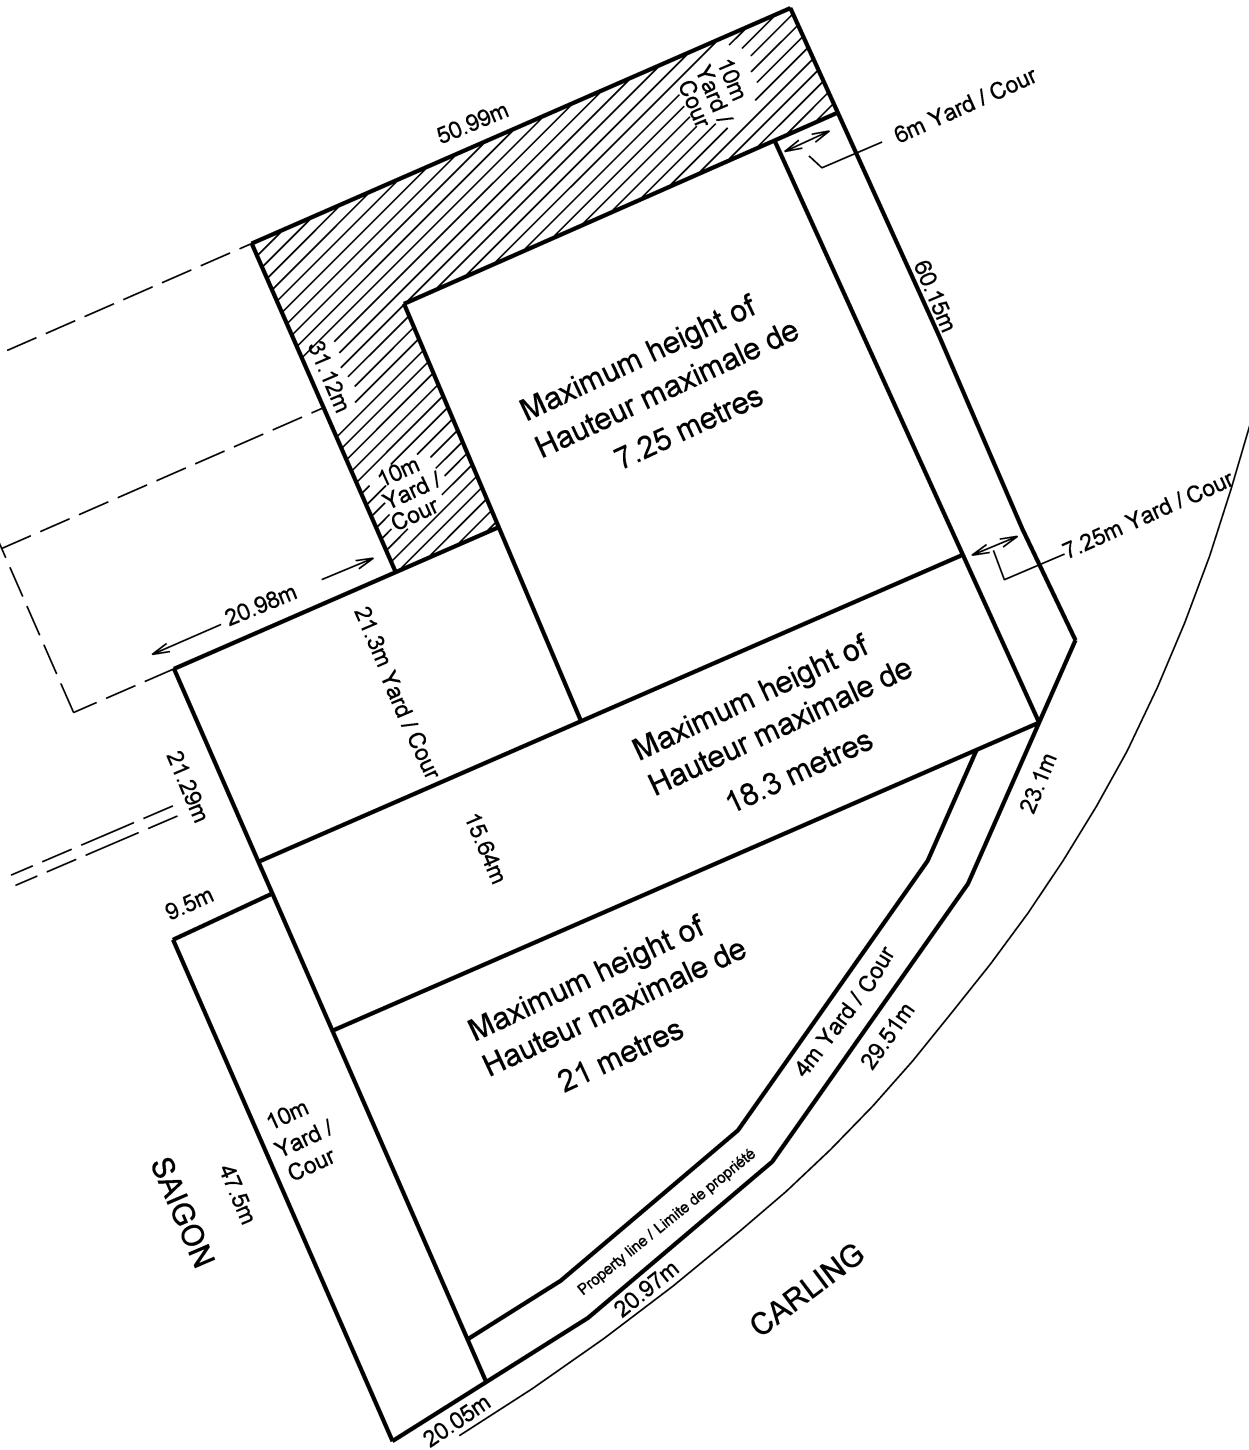 10m
Yard /
Cour
50.99m
6m Yard / Cour
60.15m
31.12m
Maximum height of
Hauteur maximale de
7.25 metres
10m
Yard /
Cour
7.25m Yard / Cour
20.98m
21.3m Yard / Cour
Maximum height of
Hauteur maximale de
18.3 metres
21.29m
23.1m
15.64m
9.5m
Maximum height of
Hauteur maximale de
21 metres
4m Yard / Cour
29.51m
10m
Yard /
Cour
47.5m
SAIGON
Property line / Limite de propriété
20.97m
CARLING
20.05m